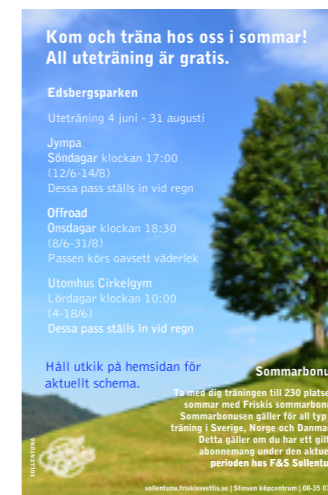 Kom och träna hos oss i sommar!
All uteträning är gratis.
Edsbergsparken
Uteträning 4 juni - 31 augusti
Jympa
Söndagar klockan 17:00
(12/6-14/8)
Dessa pass ställs in vid regn
Offroad
Onsdagar klockan 18:30
(8/6-31/8)
Passen körs oavsett väderlek
Utomhus Cirkelgym
Lördagar klockan 10:00
(4-18/6)
Dessa pass ställs in vid regn
Håll utkik på hemsidan för
aktuellt schema.
Sommarbonu
Ta med dig träningen till 230 platse
sommar med Friskis sommarbon
Sommarbonusen gäller för all typ
träning i Sverige, Norge och Danma
Detta gäller om du har ett gilt
abonnemang under den aktue
perioden hos F&S Sollentu
SOLLENTUNA
sollentuna.friskissvettis.se | Stinsen köpcentrum | 08-35 0